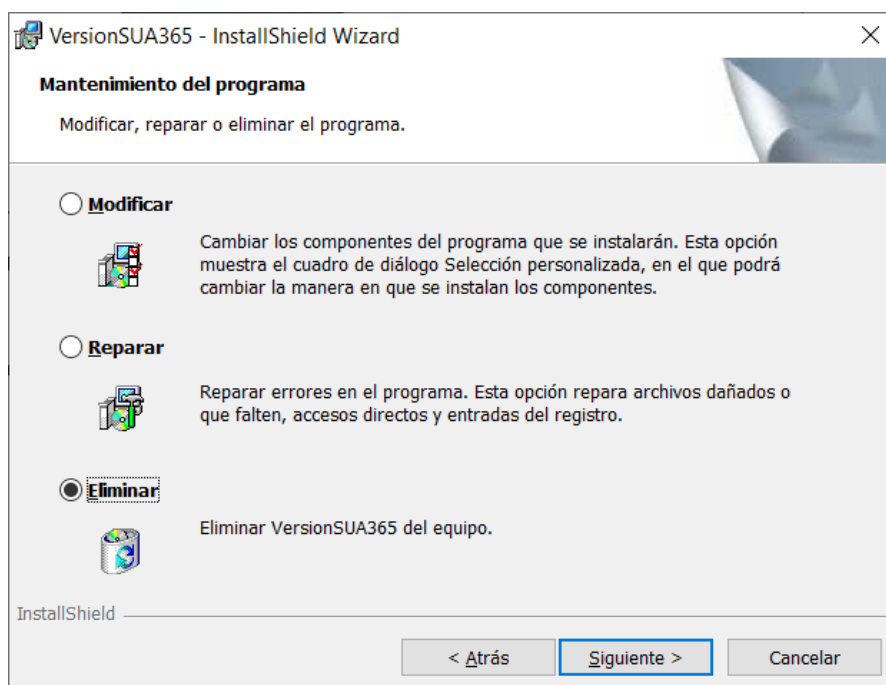 VersionSUA365 - InstallShield Wizard
Mantenimiento del programa
Modificar, reparar o eliminar el programa.
Modificar
Cambiar los componentes del programa que se instalarán. Esta opción
muestra el cuadro de diálogo Selección personalizada, en el que podrá
cambiar la manera en que se instalan los componentes.
Reparar
Reparar errores en el programa. Esta opción repara archivos dañados o
que falten, accesos directos y entradas del registro.
Eliminar
Eliminar VersionSUA365 del equipo.
InstallShield
< Atrás
Siguiente >
Cancelar